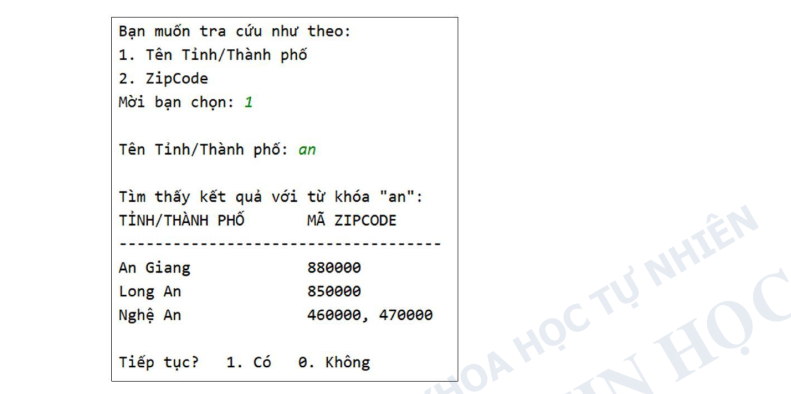 Bạn muốn tra cứu như theo:
1. Tên Tỉnh/Thành phố
2. ZipCode
Mời bạn chọn: 1
Tên Tỉnh/Thành phố: an
Tìm thấy kết quả với từ khóa "an":
TỈNH/THÀNH PHỐ MÃ ZIPCODE
-------------------------------------
An Giang 880000
Long An 850000
Nghệ An 460000, 470000
Tiếp tục? 1. Có 0. Không
HOA HỌC TỰ NHIÊN
HỌC